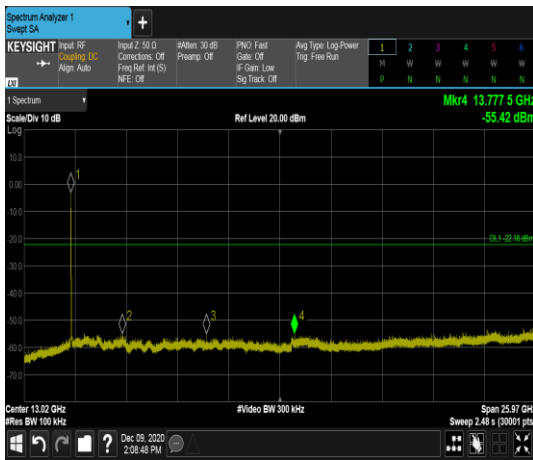 Spectrum Analyzer 1
Swept SA
+
KEYSIGHT Input: RF Input Z: 50 Ω #Atten: 30 dB PNO: Fast Avg Type: Log-Power 1 2 3 4 5 6
Coupling: DC Corrections: Off Preamp: Off Gate: Off Trig: Free Run M W W W W W
Align: Auto Freq Ref: Int (S) IF Gain: Low
LXI NFE: Off Sig Track: Off P N N N N N
1 Spectrum Mkr4 13.777 5 GHz
Scale/Div 10 dB Ref Level 20.00 dBm -55.42 dBm
Log
10.0
0.00
-10.0
-20.0
-30.0
-40.0
-50.0
-60.0
-70.0
1
DL1 -22.16 dBm
2
3
4
Center 13.02 GHz #Video BW 300 kHz Span 25.97 GHz
#Res BW 100 kHz Sweep 2.48 s (30001 pts)
? Dec 09, 2020
2:08:48 PM